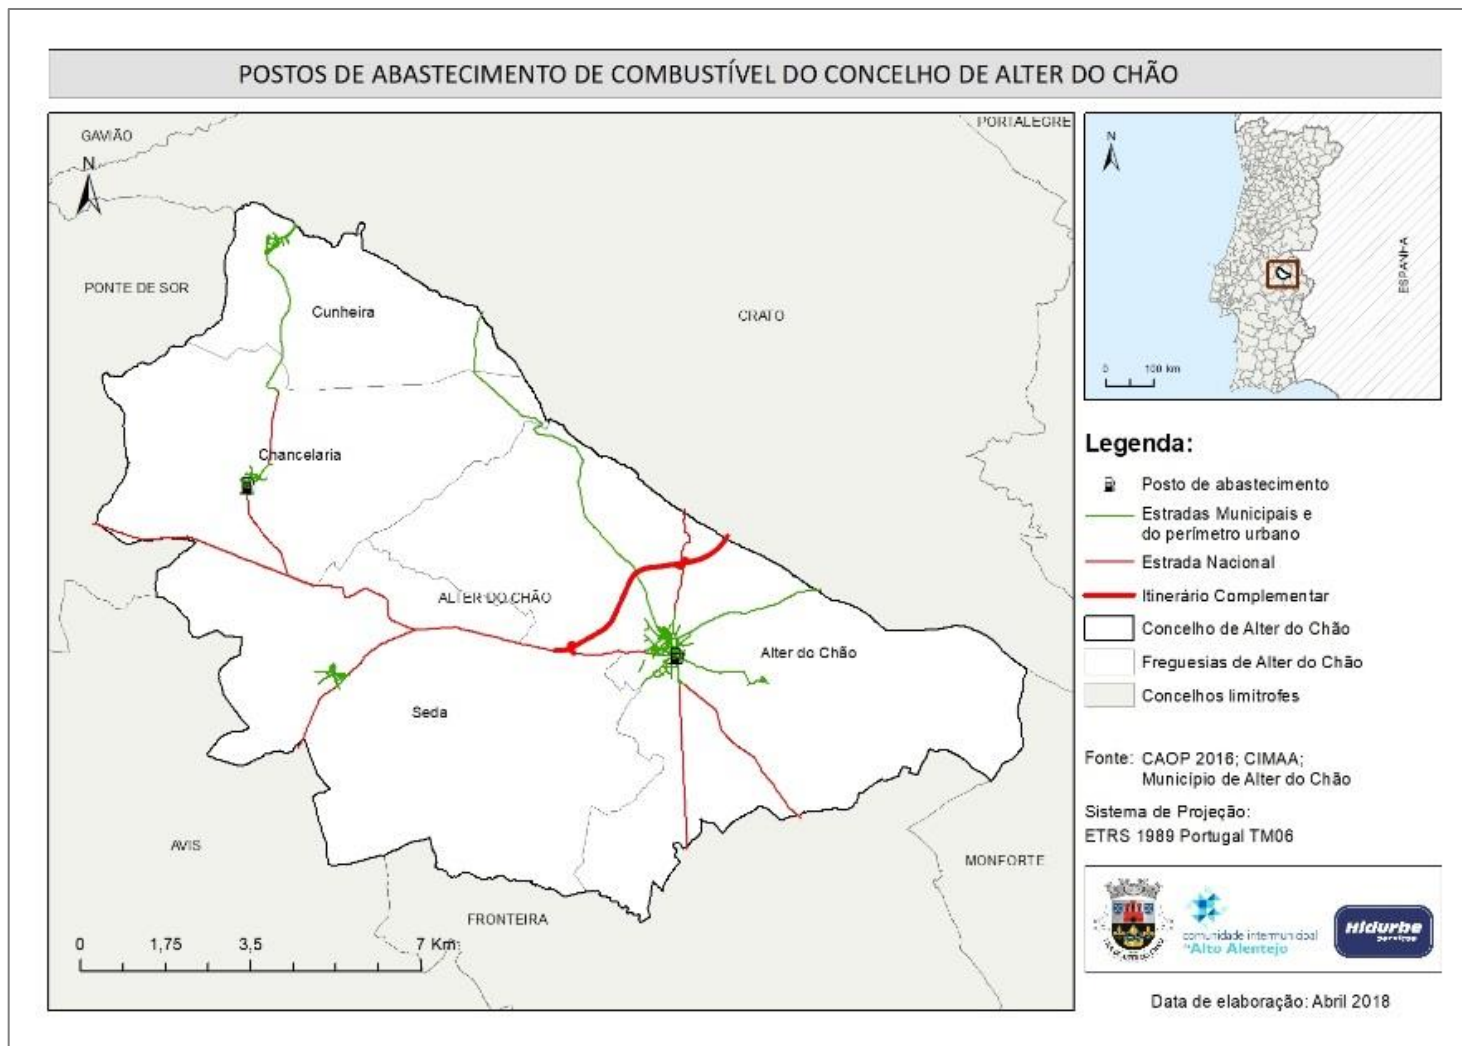 POSTOS DE ABASTECIMENTO DE COMBUSTÍVEL DO CONCELHO DE ALTER DO CHÃO
GAVIÃO
PORTALEGRE
N
PONTE DE SOR
Cunheira
CRATO
Chancelaria
ALTER DO CHÃO
Alter do Chão
Seda
AVIS
MONFORTE
FRONTEIRA
0 1,75 3,5 7 Km
N
ESPANHA
0 100 km
Legenda:
Posto de abastecimento
Estradas Municipais e
do perímetro urbano
Estrada Nacional
Itinerário Complementar
Concelho de Alter do Chão
Freguesias de Alter do Chão
Concelhos limítrofes
Fonte: CAOP 2016; CIMAA;
Município de Alter do Chão
Sistema de Projeção:
ETRS 1989 Portugal TM06
comunidade intermunicipal
do Alto Alentejo
Hidurbe
serviços
Data de elaboração: Abril 2018